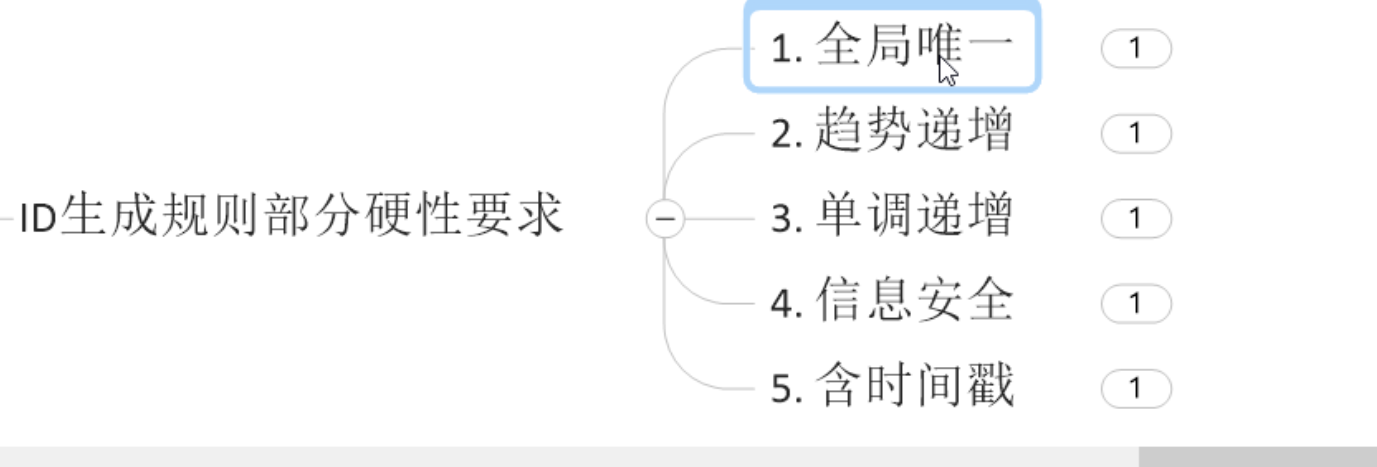 1. 全局唯一 1
2. 趋势递增 1
ID生成规则部分硬性要求 3. 单调递增 1
4. 信息安全 1
5. 含时间戳 1